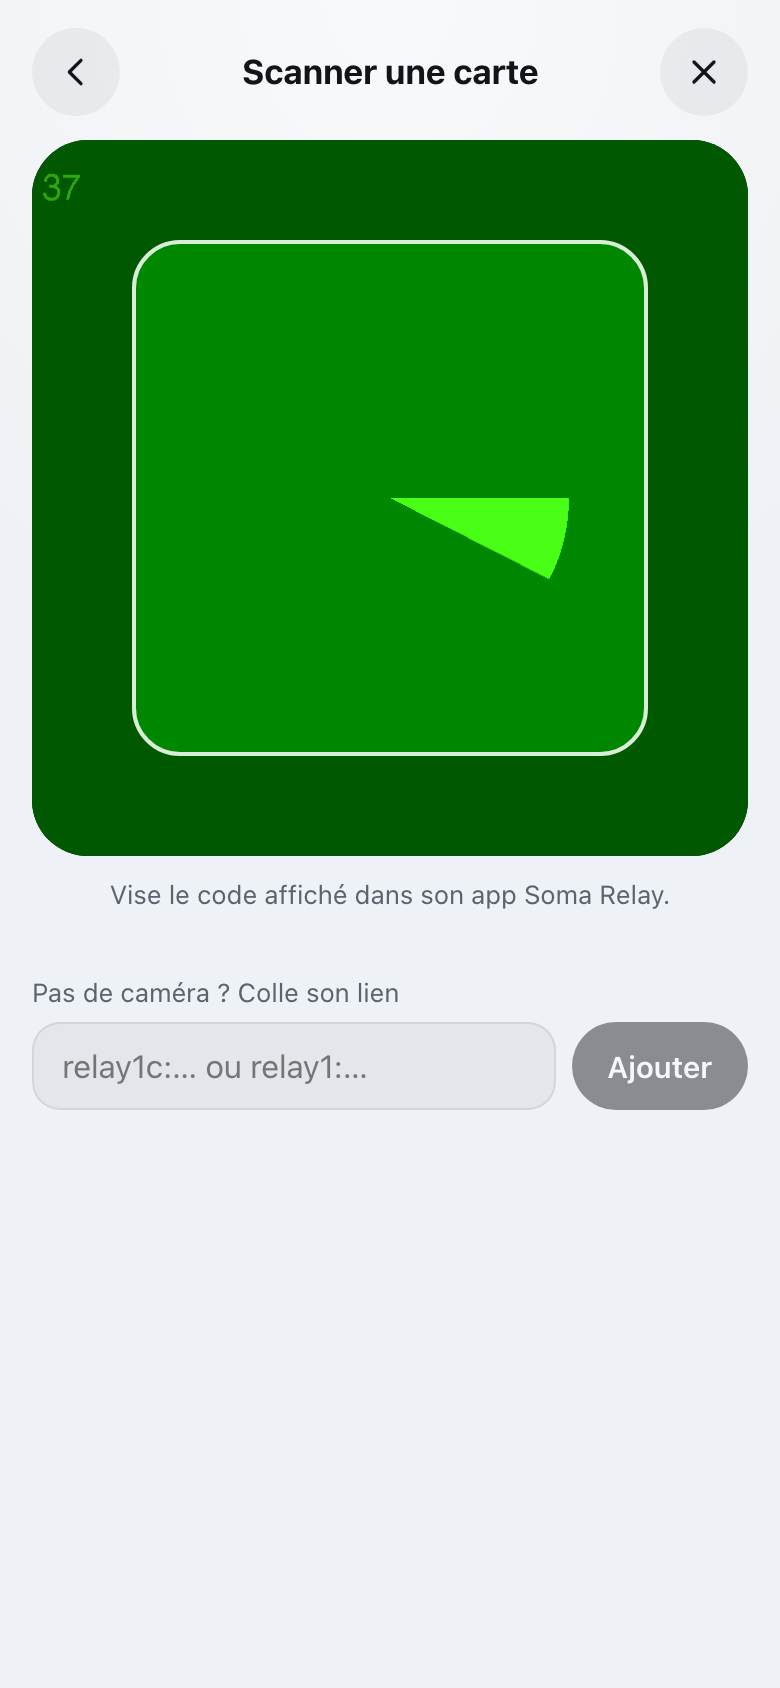 Scanner une carte
37
Vise le code affiché dans son app Soma Relay.
Pas de caméra ? Colle son lien
relay1c:... ou relay1:...
Ajouter